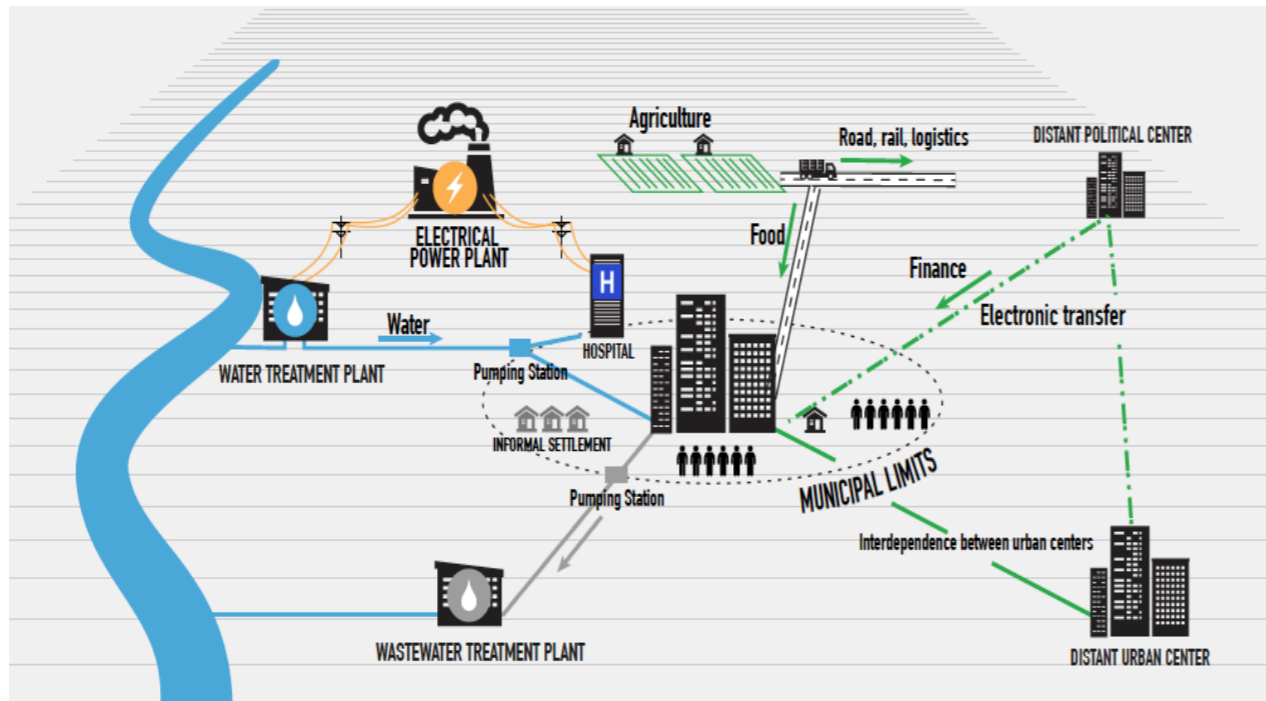 Agriculture
Road, rail, logistics
DISTANT POLITICAL CENTER
ELECTRICAL
POWER PLANT
Food
H
Finance
Electronic transfer
Water
HOSPITAL
WATER TREATMENT PLANT
Pumping Station
INFORMAL SETTLEMENT
MUNICIPAL LIMITS
Pumping Station
Interdependence between urban centers
WASTEWATER TREATMENT PLANT
DISTANT URBAN CENTER